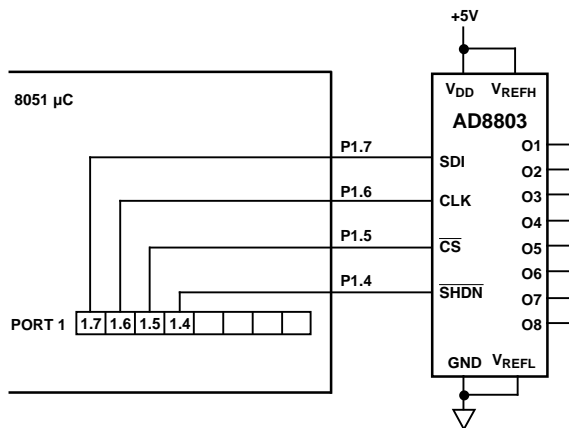 +5V
8051 µC
VDD VREFH
AD8803
P1.7
SDI
O1
O2
P1.6
CLK
O3
O4
P1.5
CS
O5
O6
P1.4
SHDN
O7
O8
PORT 1 1.7 1.6 1.5 1.4
GND VREFL